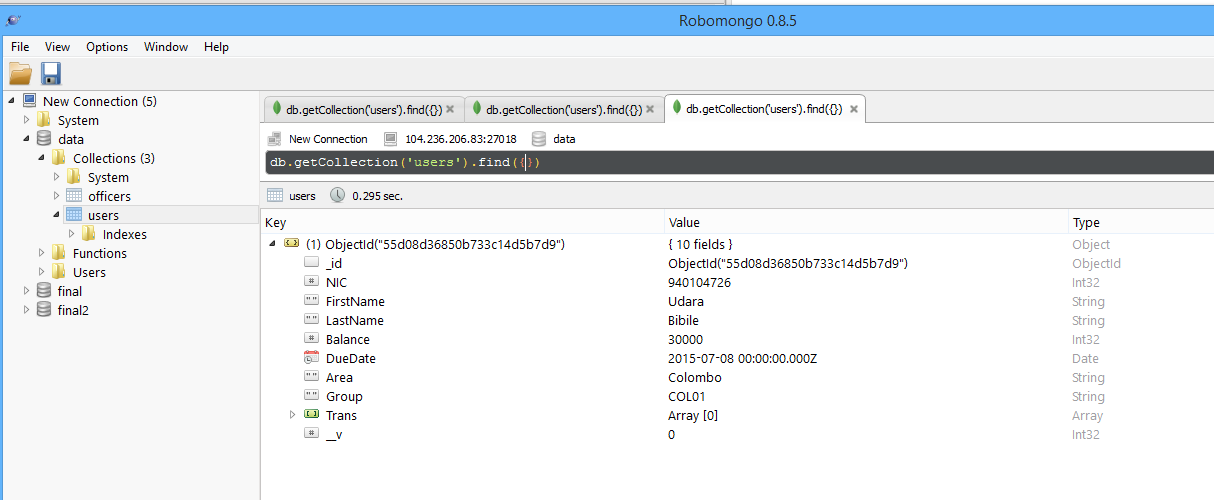 Robomongo 0.8.5
File View Options Window Help
New Connection (5)
System
data
Collections (3)
System
officers
users
Indexes
Functions
Users
final
final2
db.getCollection('users').find({}) db.getCollection('users').find({}) db.getCollection('users').find({})
New Connection 104.236.206.83:27018 data
db.getCollection('users').find({})
users 0.295 sec.
Key Value Type
(1) ObjectId("55d08d36850b733c14d5b7d9") { 10 fields } Object
_id ObjectId("55d08d36850b733c14d5b7d9") ObjectId
NIC 940104726 Int32
FirstName Udara String
LastName Bibile String
Balance 30000 Int32
DueDate 2015-07-08 00:00:00.000Z Date
Area Colombo String
Group COL01 String
Trans Array [0] Array
__v 0 Int32